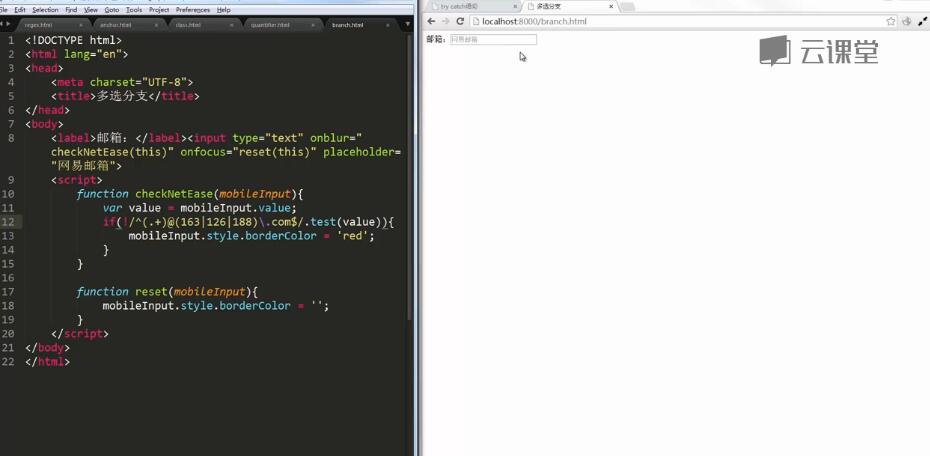 File Edit Selection Find View Goto Tools Project Preferences Help
regex.html anchor.html class.html quantifier.html branch.html
1 <!DOCTYPE html>
2 <html lang="en">
3 <head>
4 <meta charset="UTF-8">
5 <title>多选分支</title>
6 </head>
7 <body>
8 <label>邮箱：</label><input type="text" onblur="
checkNetEase(this)" onfocus="reset(this)" placeholder=
"网易邮箱">
9 <script>
10 function checkNetEase(mobileInput){
11 var value = mobileInput.value;
12 if(!/^(.+)@(163|126|188)\.com$/.test(value)){
13 mobileInput.style.borderColor = 'red';
14 }
15 }
16
17 function reset(mobileInput){
18 mobileInput.style.borderColor = '';
19 }
20 </script>
21 </body>
22 </html>
try catch语句 多选分支
localhost:8000/branch.html
邮箱：网易邮箱
云课堂